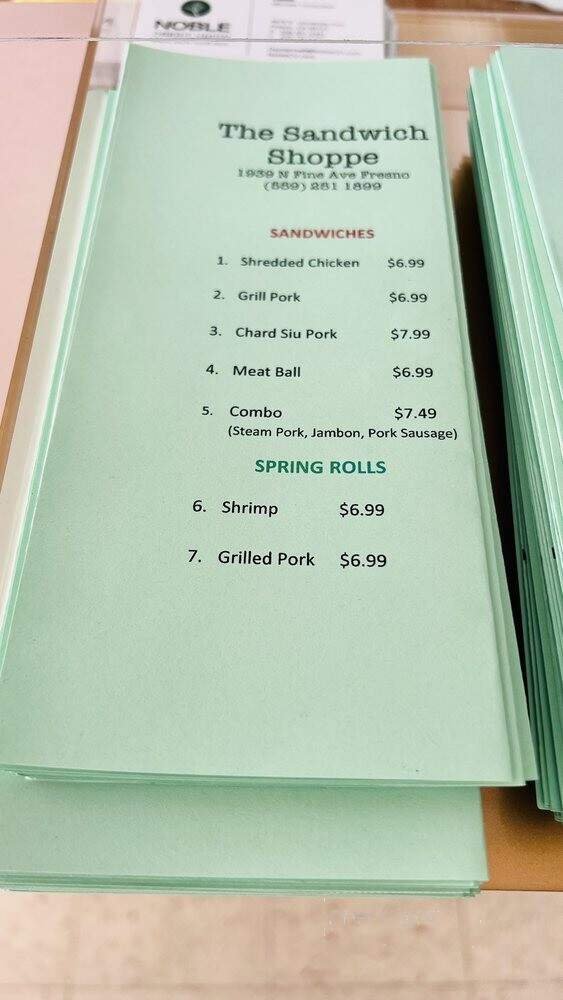 NOBLE
The Sandwich
Shoppe
1939 N Fine Ave Fresno
(559) 251 1899
SANDWICHES
1. Shredded Chicken $6.99
2. Grill Pork $6.99
3. Chard Siu Pork $7.99
4. Meat Ball $6.99
5. Combo $7.49
(Steam Pork, Jambon, Pork Sausage)
SPRING ROLLS
6. Shrimp $6.99
7. Grilled Pork $6.99